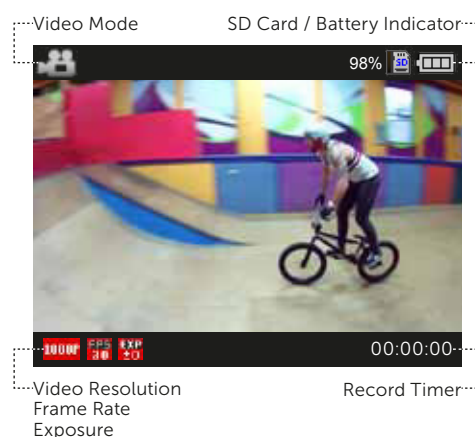 Video Mode
SD Card / Battery Indicator
98% SD
1080P FPS 30 EXP ±0
00:00:00
Video Resolution
Frame Rate
Exposure
Record Timer